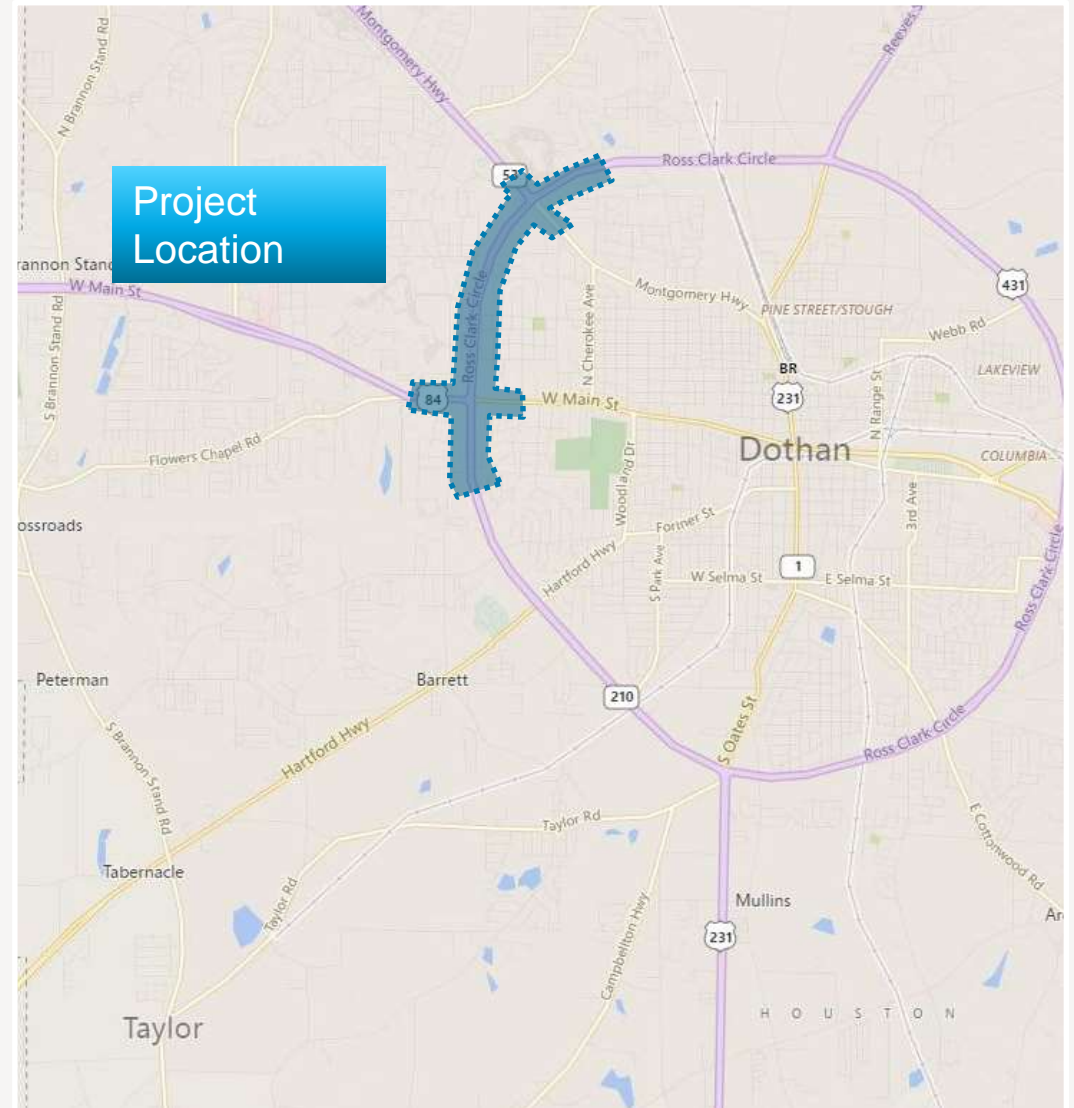 N Brannon Stand Rd
Montgomery Hwy
Reeves S
Project
Location
53
Ross Clark Circle
rannon Stand
W Main St
Ross Clark Circle
N Cherokee Ave
Montgomery Hwy
PINE STREET/STOUGH
431
Webb Rd
S Brannon Stand Rd
84
W Main St
BR
231
N Range St
LAKEVIEW
Flowers Chapel Rd
Woodland Dr
Dothan
COLUMBIA
ossroads
Fortner St
3rd Ave
Hartford Hwy
S Park Ave
W Selma St
1
E Selma St
Ross Clark Circle
Peterman
Barrett
210
S Brannon Stand Rd
Hartford Hwy
S Oates St
Ross Clark Circle
Taylor Rd
E Cottonwood Rd
Tabernacle
Taylor Rd
Campbellton Hwy
Mullins
Ar
231
Taylor
HOUSTON